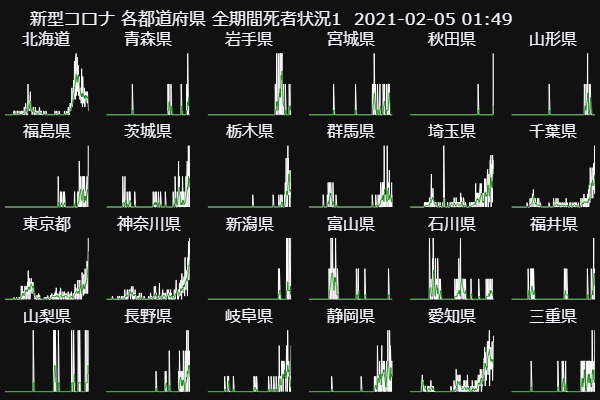 新型コロナ 各都道府県 全期間死者状況1 2021-02-05 01:49
北海道 青森県 岩手県 宮城県 秋田県 山形県
福島県 茨城県 栃木県 群馬県 埼玉県 千葉県
東京都 神奈川県 新潟県 富山県 石川県 福井県
山梨県 長野県 岐阜県 静岡県 愛知県 三重県